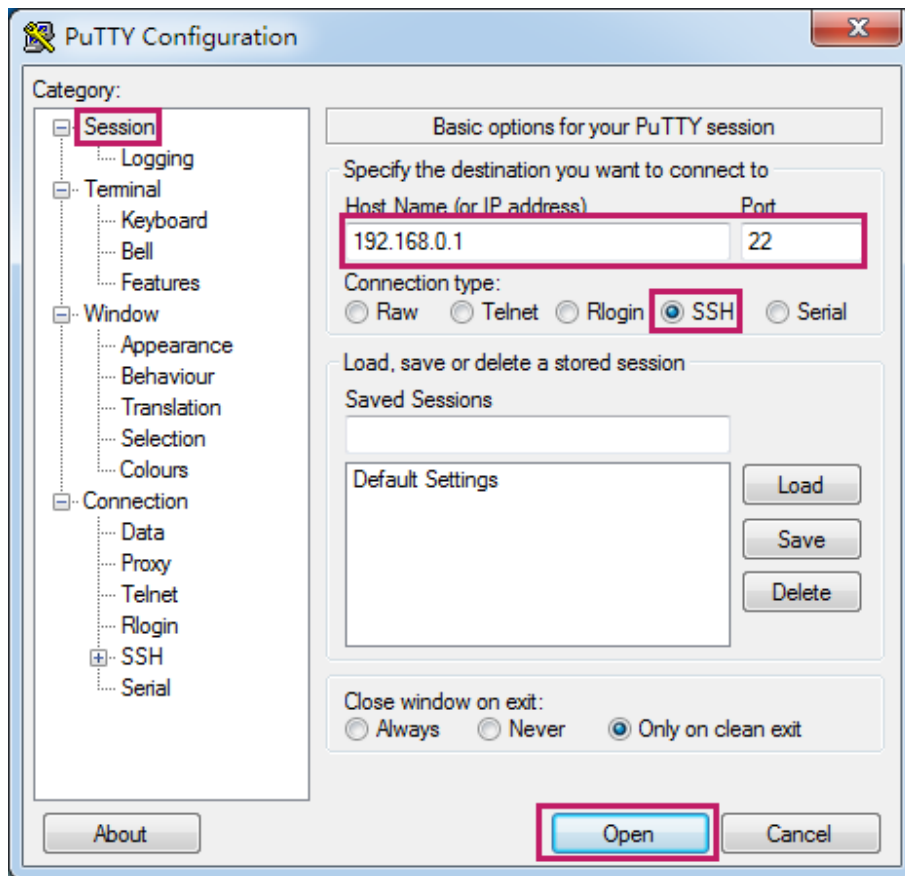 PuTTY Configuration
X
Category:
Session
Logging
Terminal
Keyboard
Bell
Features
Window
Appearance
Behaviour
Translation
Selection
Colours
Connection
Data
Proxy
Telnet
Rlogin
SSH
Serial
Basic options for your PuTTY session
Specify the destination you want to connect to
Host Name (or IP address) Port
192.168.0.1 22
Connection type:
Raw Telnet Rlogin SSH Serial
Load, save or delete a stored session
Saved Sessions
Default Settings
Load
Save
Delete
Close window on exit:
Always Never Only on clean exit
About Open Cancel